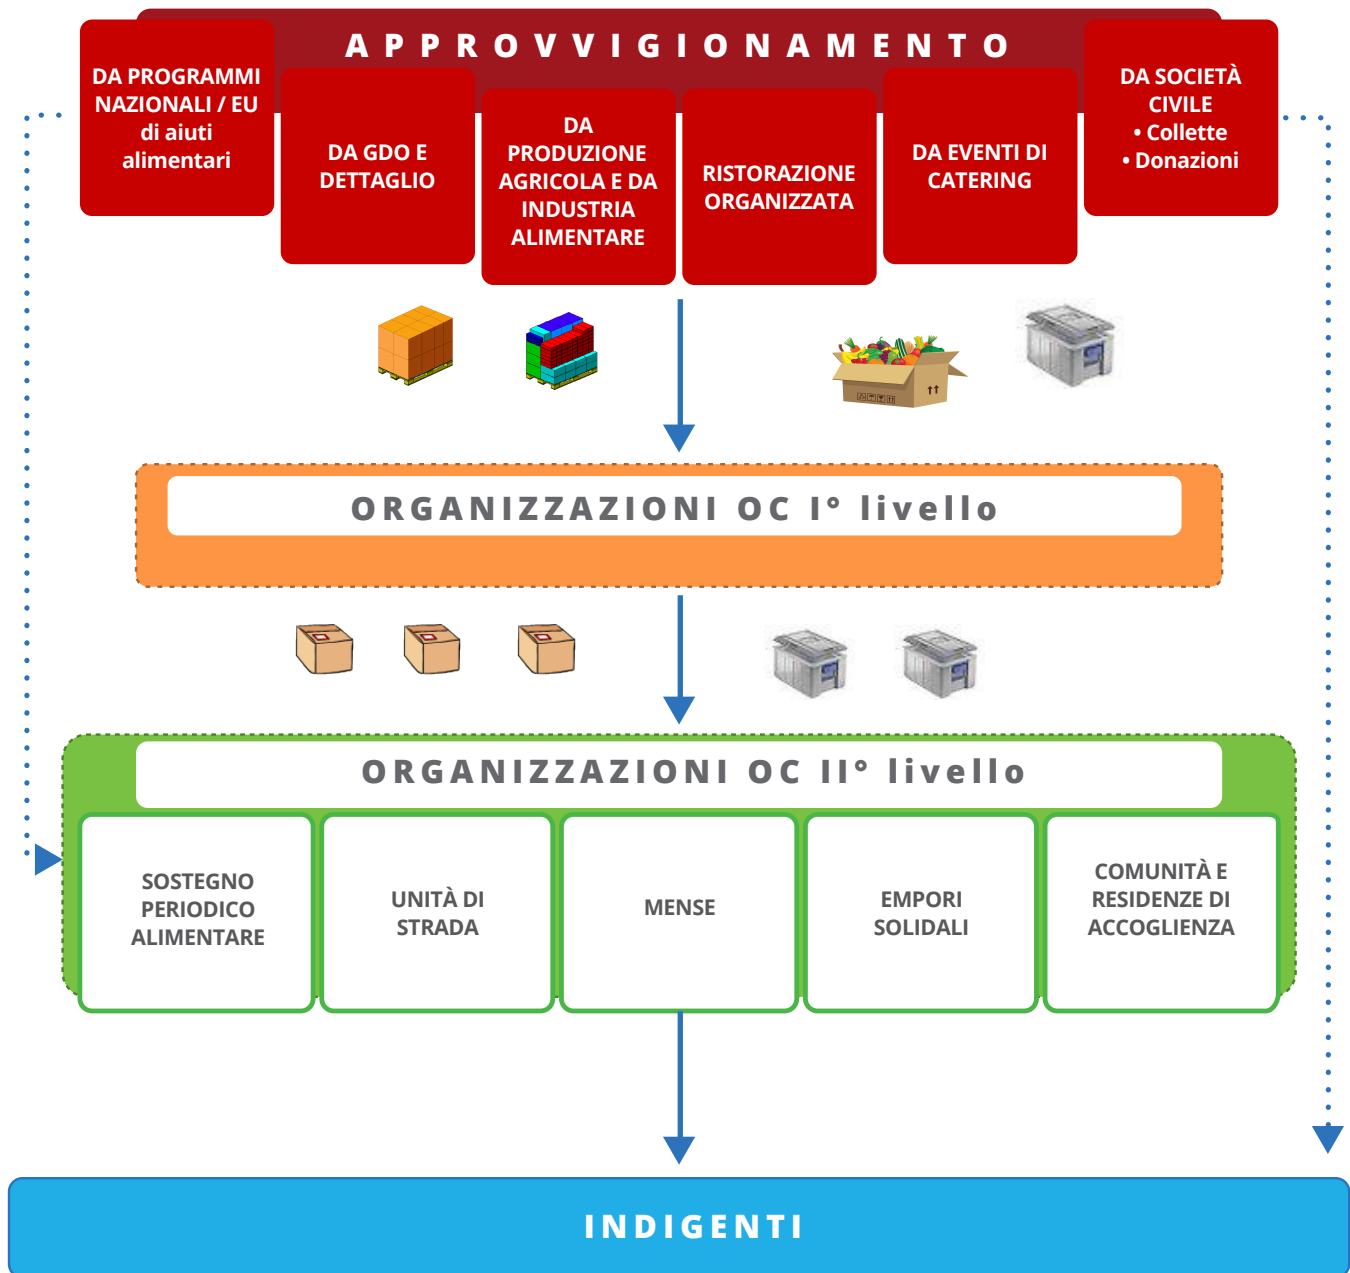 APPROVVIGIONAMENTO
DA PROGRAMMI
NAZIONALI / EU
di aiuti
alimentari
DA GDO E
DETTAGLIO
DA
PRODUZIONE
AGRICOLA E DA
INDUSTRIA
ALIMENTARE
RISTORAZIONE
ORGANIZZATA
DA EVENTI DI
CATERING
DA SOCIETÀ
CIVILE
• Collette
• Donazioni
ORGANIZZAZIONI OC I° livello
ORGANIZZAZIONI OC II° livello
SOSTEGNO
PERIODICO
ALIMENTARE
UNITÀ DI
STRADA
MENSE
EMPORI
SOLIDALI
COMUNITÀ E
RESIDENZE DI
ACCOGLIENZA
INDIGENTI